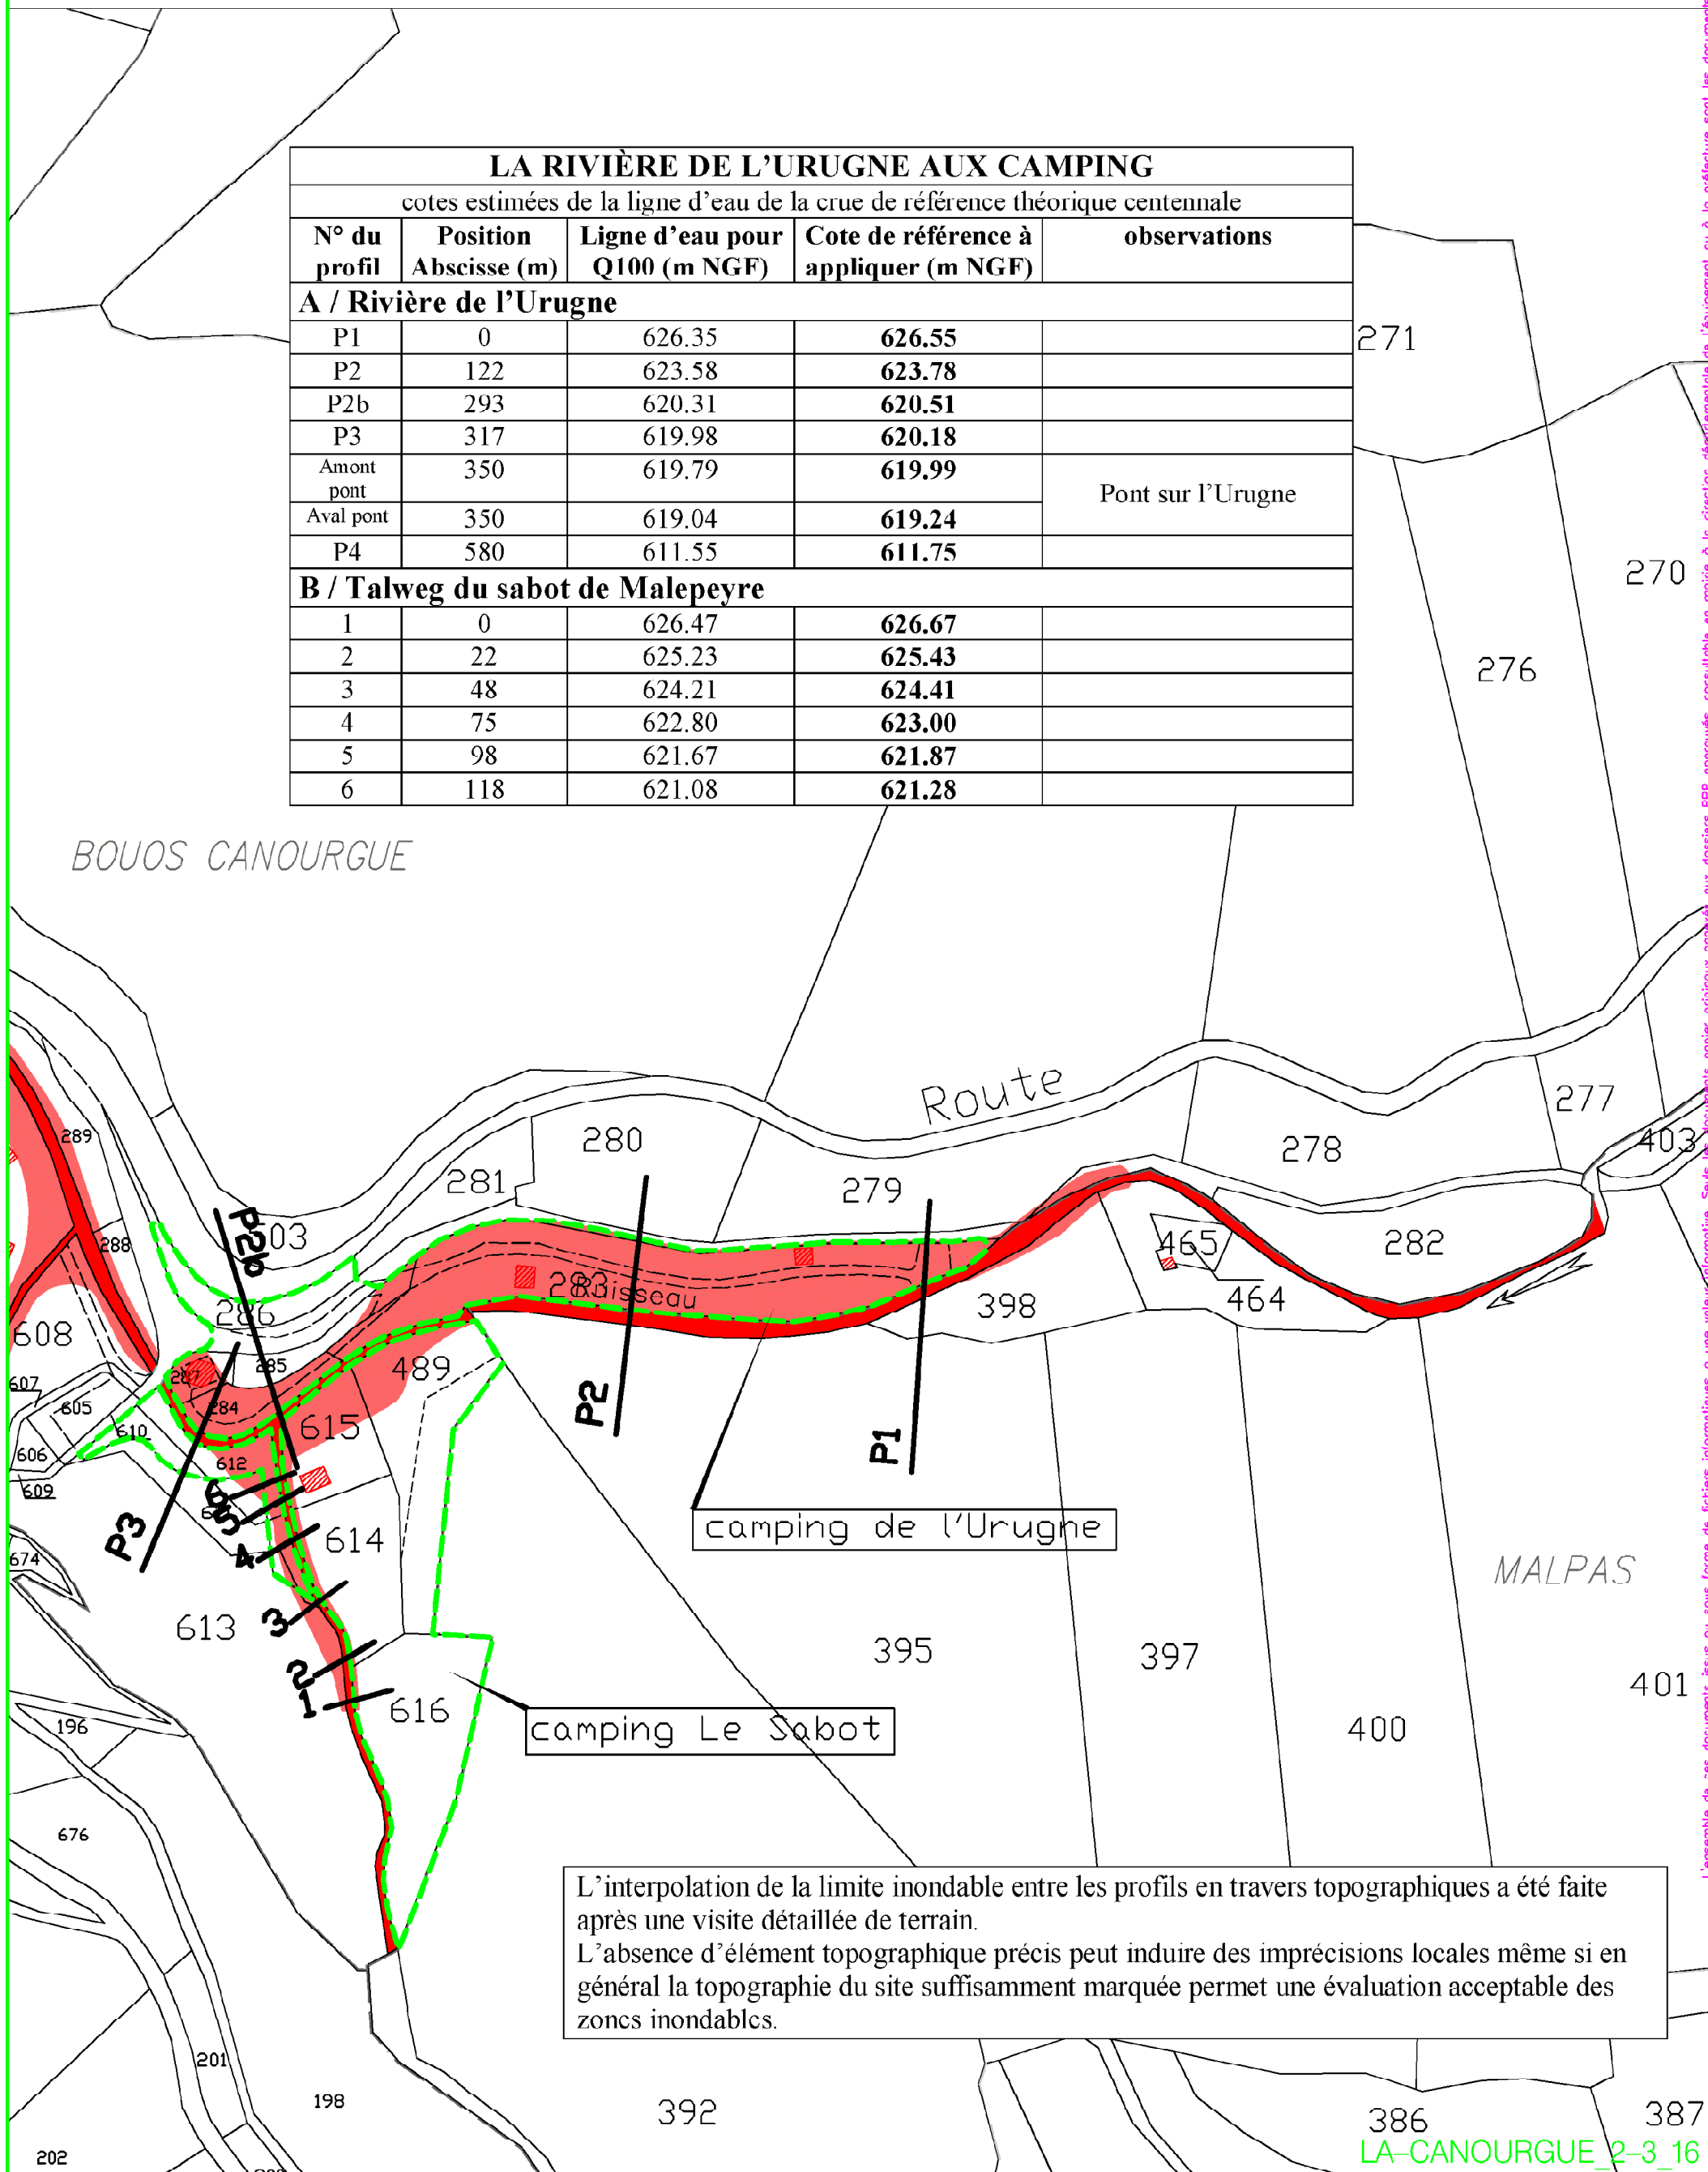 LA RIVIÈRE DE L'URUGNE AUX CAMPING
cotes estimées de la ligne d'eau de la crue de référence théorique centennale
N° du profil Position Abscisse (m) Ligne d'eau pour Q100 (m NGF) Cote de référence à appliquer (m NGF) observations
A / Rivière de l'Urugne
P1 0 626.35 626.55
P2 122 623.58 623.78
P2b 293 620.31 620.51
P3 317 619.98 620.18
Amont pont 350 619.79 619.99 Pont sur l'Urugne
Aval pont 350 619.04 619.24
P4 580 611.55 611.75
B / Talweg du sabot de Malepeyre
1 0 626.47 626.67
2 22 625.23 625.43
3 48 624.21 624.41
4 75 622.80 623.00
5 98 621.67 621.87
6 118 621.08 621.28
271
270
276
BOUOS CANOURGUE
Route
277
403
278
280
279
281
289
288
282
465
464
P2b
286
283
Ruisseau
398
608
489
285
287
284
607
605
610
615
612
606
609
P2
P1
P3
6
5
4
3
2
1
614
camping de l'Urugne
MALPAS
674
613
395
397
401
400
616
196
camping Le Sabot
676
L'interpolation de la limite inondable entre les profils en travers topographiques a été faite
après une visite détaillée de terrain.
L'absence d'élément topographique précis peut induire des imprécisions locales même si en
général la topographie du site suffisamment marquée permet une évaluation acceptable des
zones inondables.
201
198
392
386
387
202
LA-CANOURGUE_2-3_16